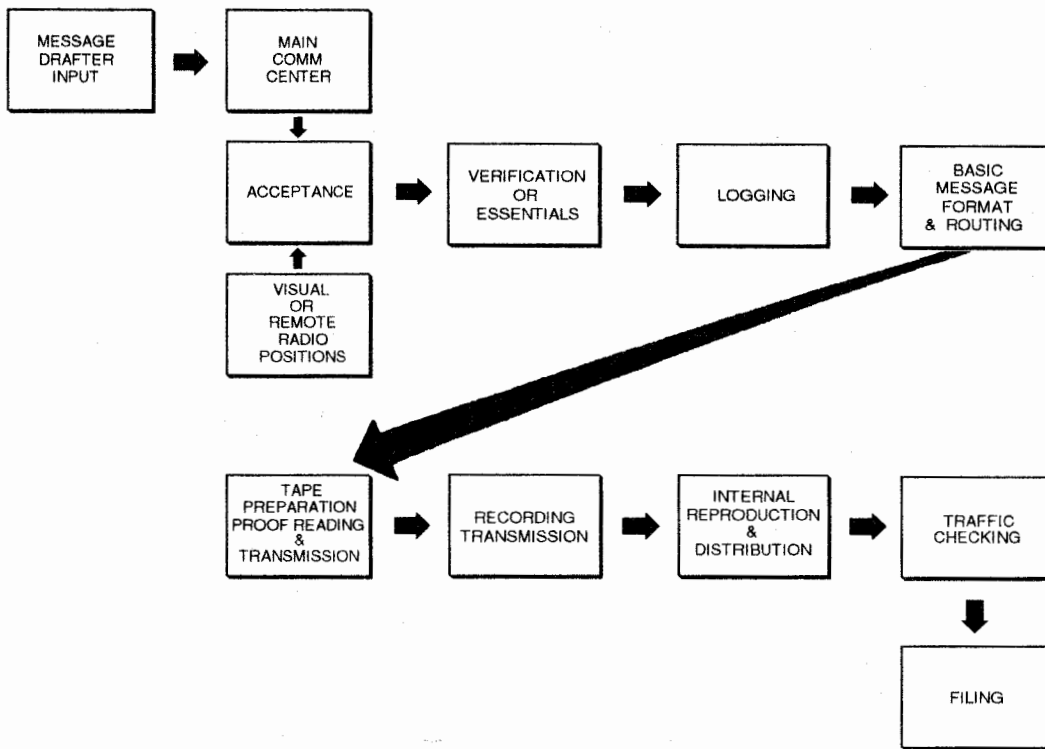 MESSAGE
DRAFTER
INPUT
MAIN
COMM
CENTER
ACCEPTANCE
VERIFICATION
OR
ESSENTIALS
LOGGING
BASIC
MESSAGE
FORMAT
& ROUTING
VISUAL
OR
REMOTE
RADIO
POSITIONS
TAPE
PREPARATION
PROOF READING
&
TRANSMISSION
RECORDING
TRANSMISSION
INTERNAL
REPRODUCTION
&
DISTRIBUTION
TRAFFIC
CHECKING
FILING